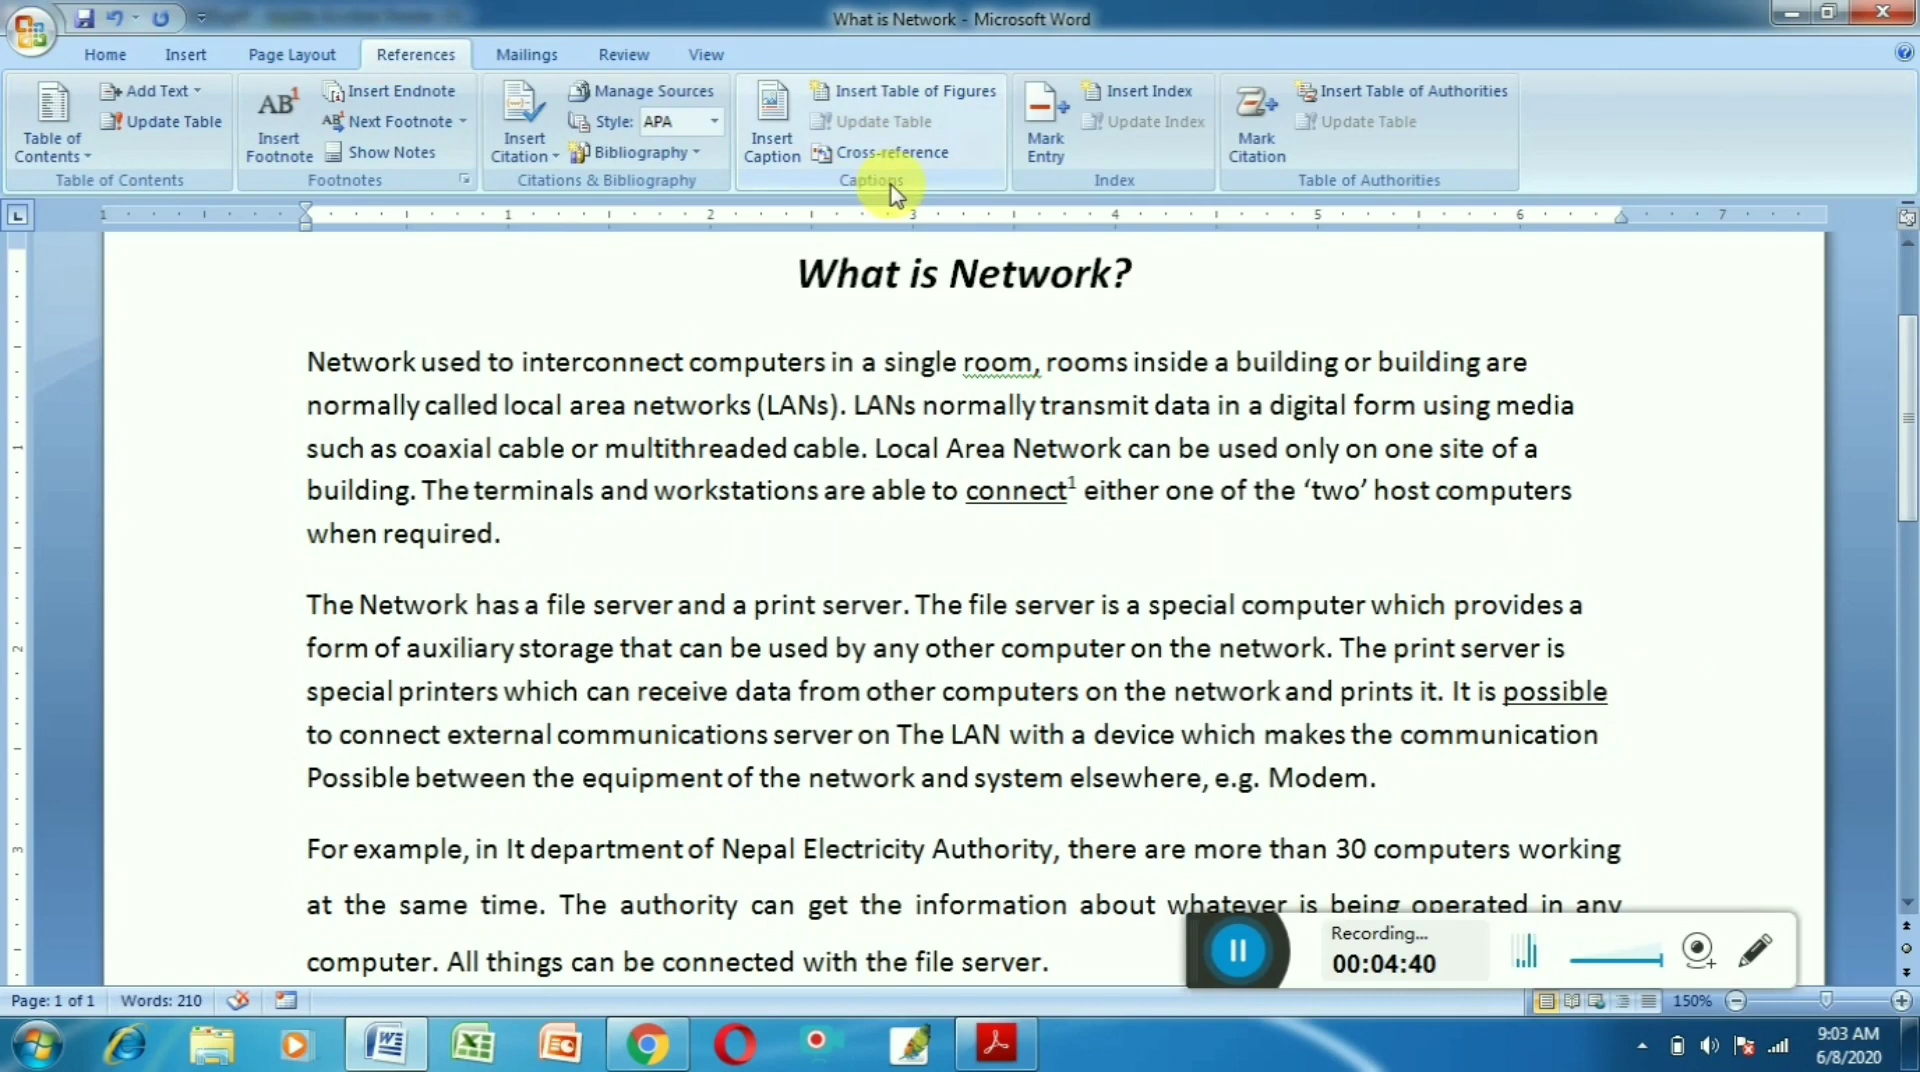 What is Network - Microsoft Word
Home Insert Page Layout References Mailings Review View
Table of Contents
Add Text
Update Table
Table of Contents
AB1 Insert Footnote
Insert Endnote
AB1 Next Footnote
Show Notes
Footnotes
Insert Citation
Manage Sources
Style: APA
Bibliography
Citations & Bibliography
Insert Caption
Insert Table of Figures
Update Table
Cross-reference
Captions
Mark Entry
Insert Index
Update Index
Index
Mark Citation
Insert Table of Authorities
Update Table
Table of Authorities
L 1 1 2 3 4 5 6 7
What is Network?
Network used to interconnect computers in a single room, rooms inside a building or building are
normally called local area networks (LANs). LANs normally transmit data in a digital form using media
such as coaxial cable or multithreaded cable. Local Area Network can be used only on one site of a
building. The terminals and workstations are able to connect1 either one of the ‘two’ host computers
when required.
The Network has a file server and a print server. The file server is a special computer which provides a
form of auxiliary storage that can be used by any other computer on the network. The print server is
special printers which can receive data from other computers on the network and prints it. It is possible
to connect external communications server on The LAN with a device which makes the communication
Possible between the equipment of the network and system elsewhere, e.g. Modem.
For example, in It department of Nepal Electricity Authority, there are more than 30 computers working
at the same time. The authority can get the information about whatever is being operated in any
computer. All things can be connected with the file server.
1
2
3
Recording...
00:04:40
Page: 1 of 1 Words: 210 150%
9:03 AM
6/8/2020